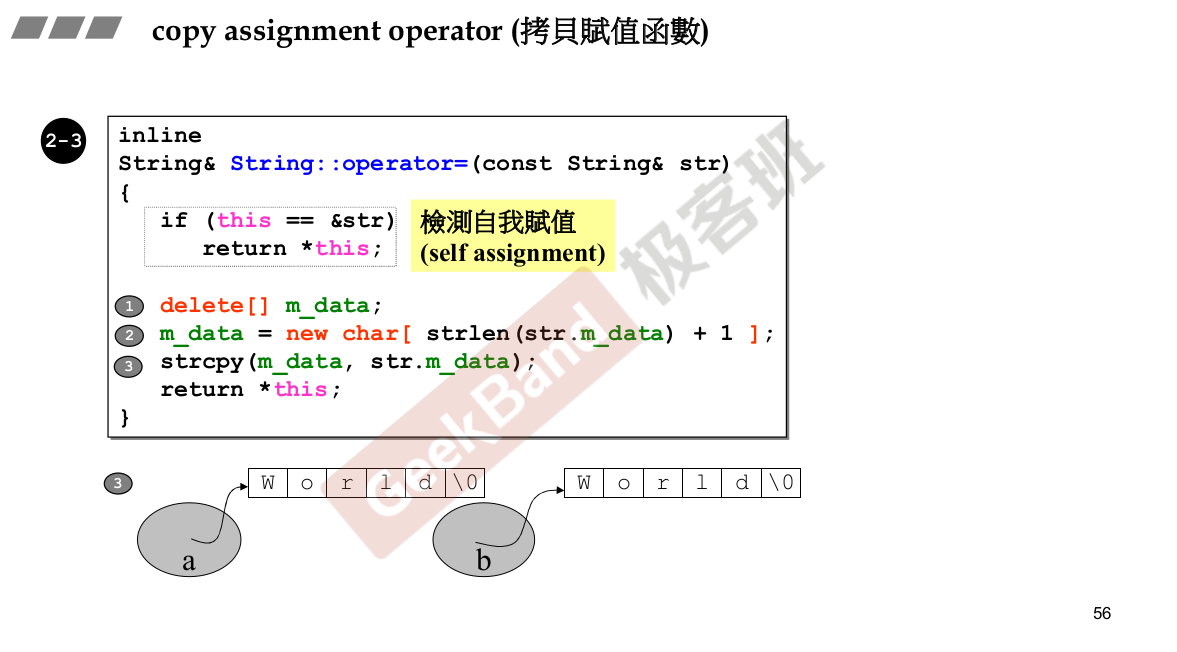 copy assignment operator (拷貝賦值函數)
2-3
inline
String& String::operator=(const String& str)
{
if (this == &str)
return *this;
檢測自我賦值
(self assignment)
1 delete[] m_data;
2 m_data = new char[ strlen(str.m_data) + 1 ];
3 strcpy(m_data, str.m_data);
return *this;
}
3
W o r l d \0
W o r l d \0
a
b
GeekBand 极客班
56